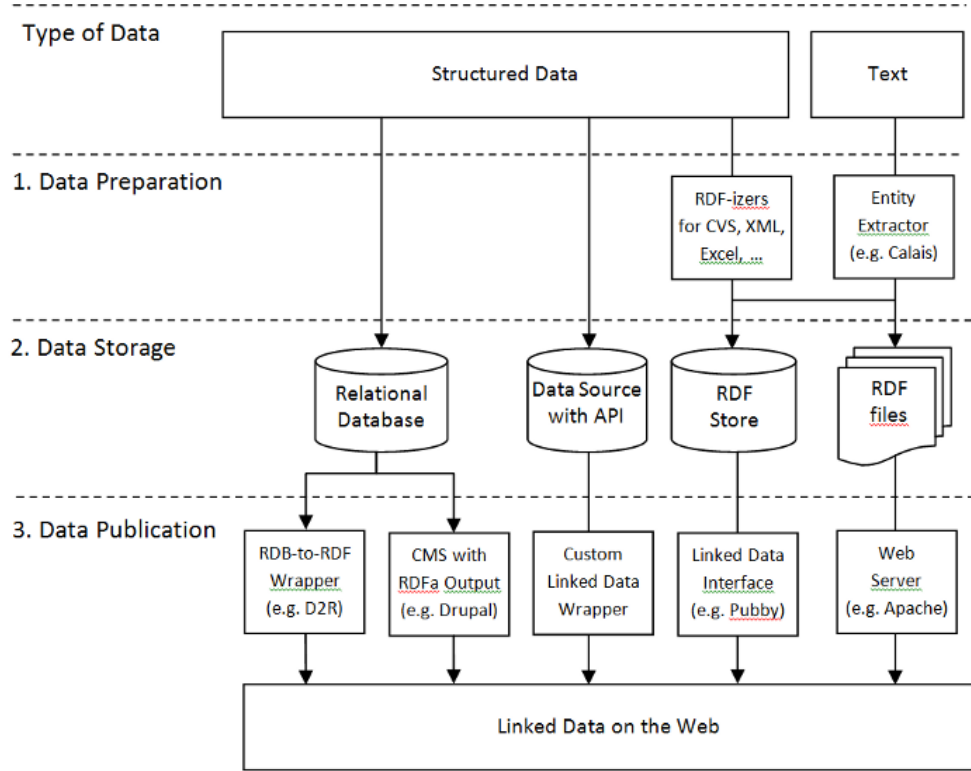 Type of Data
Structured Data
Text
1. Data Preparation
RDF-izers
for CVS, XML,
Excel, ...
Entity
Extractor
(e.g. Calais)
2. Data Storage
Relational
Database
Data Source
with API
RDF
Store
RDF
files
3. Data Publication
RDB-to-RDF
Wrapper
(e.g. D2R)
CMS with
RDFa Output
(e.g. Drupal)
Custom
Linked Data
Wrapper
Linked Data
Interface
(e.g. Pubby)
Web
Server
(e.g. Apache)
Linked Data on the Web